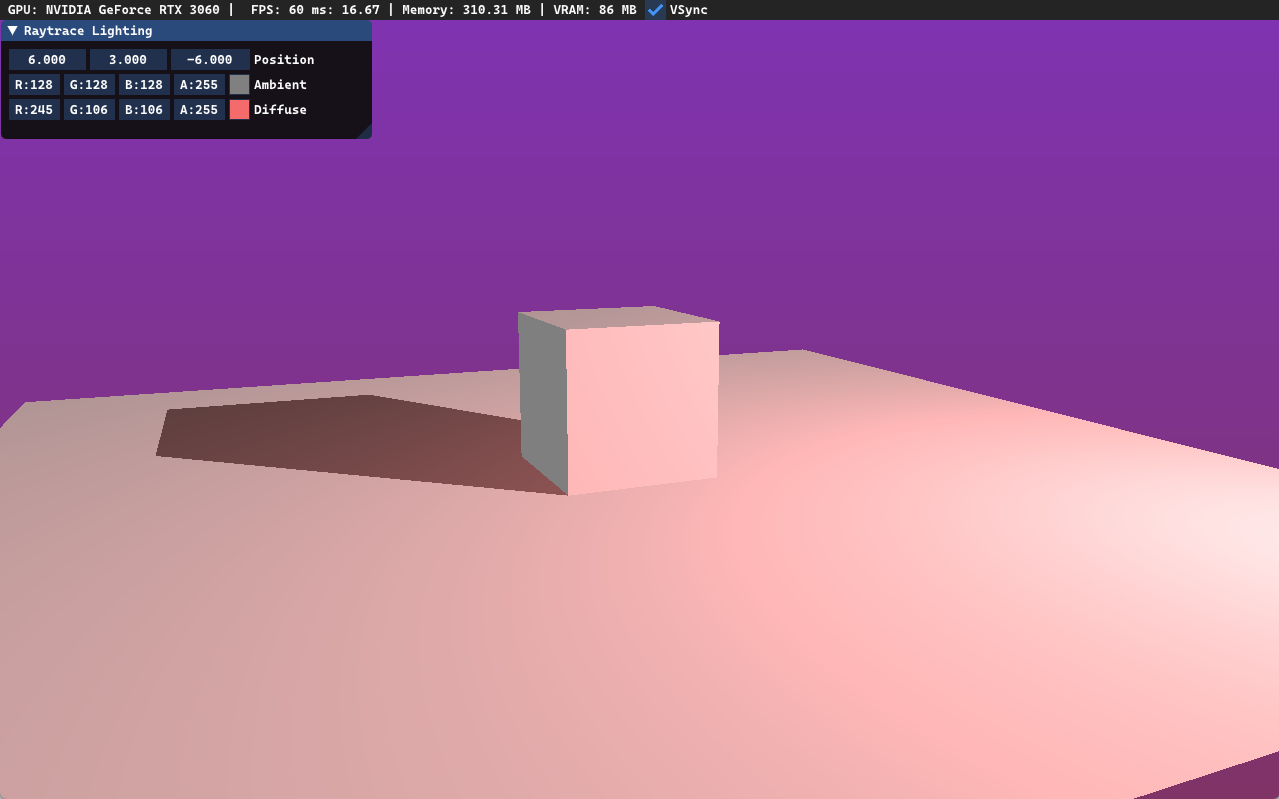 GPU: NVIDIA GeForce RTX 3060 | FPS: 60 ms: 16.67 | Memory: 310.31 MB | VRAM: 86 MB VSync
Raytrace Lighting
6.000 3.000 -6.000 Position
R:128 G:128 B:128 A:255 Ambient
R:245 G:106 B:106 A:255 Diffuse